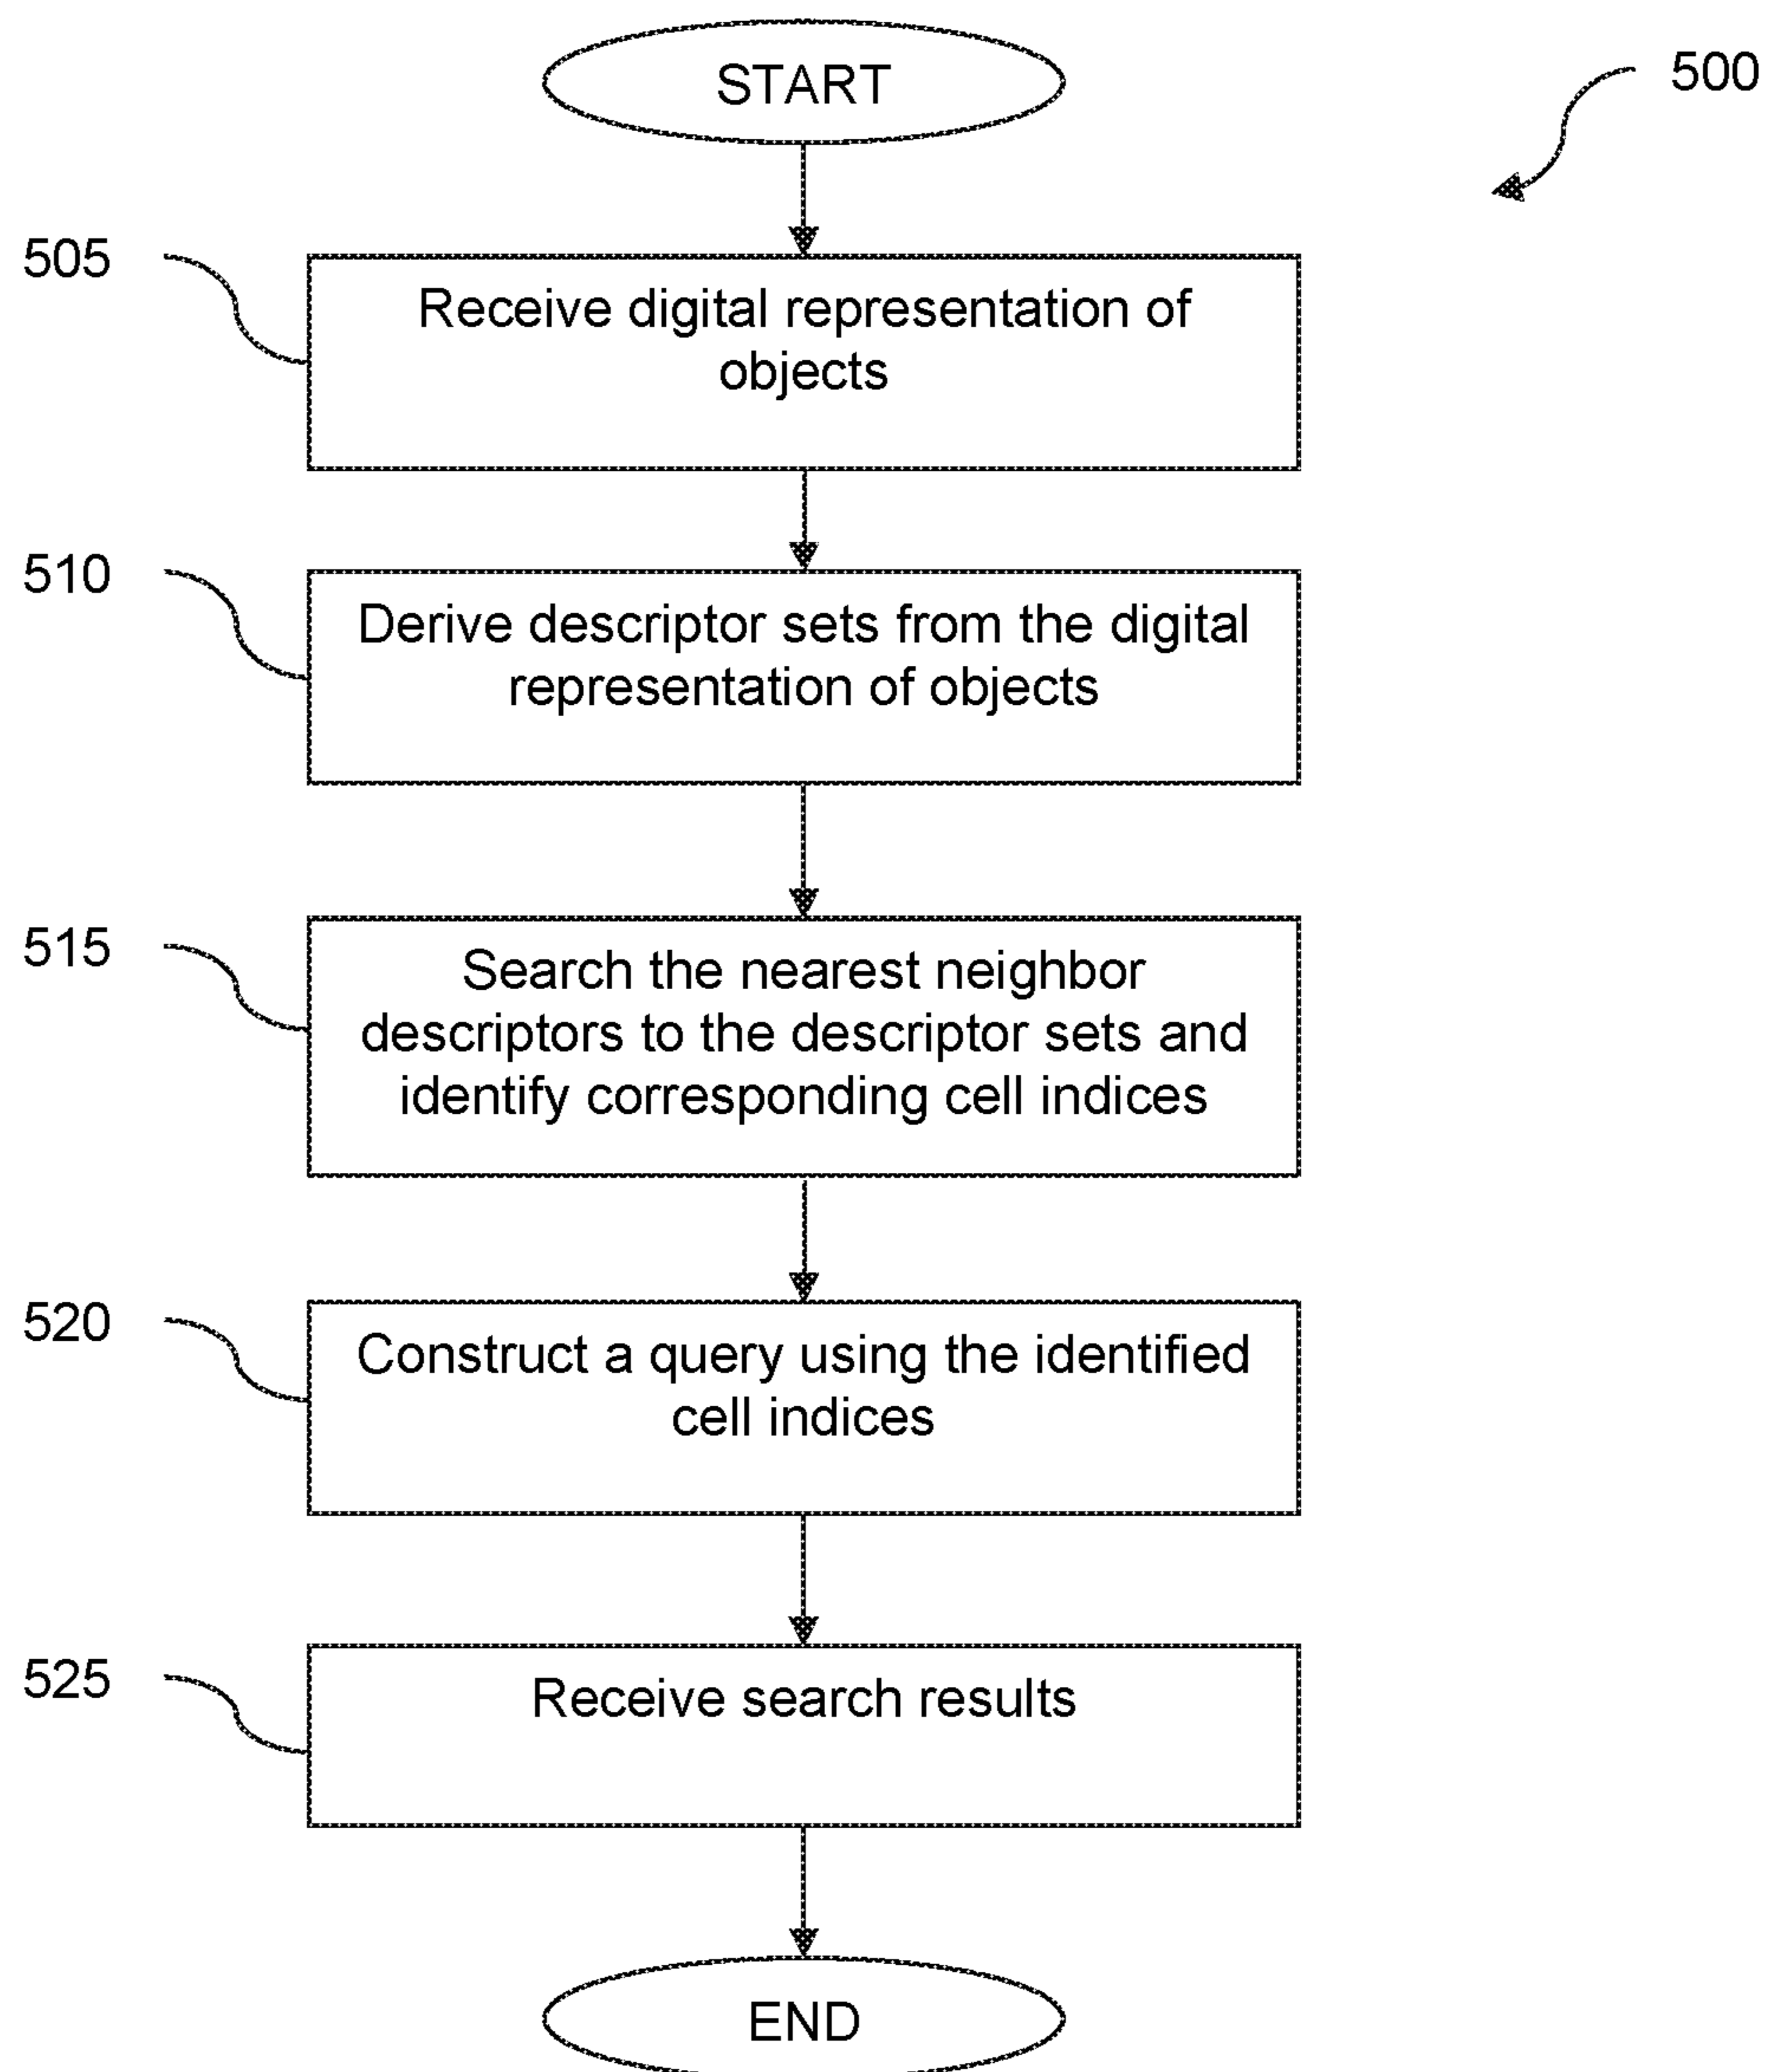 START
500
505
Receive digital representation of
objects
510
Derive descriptor sets from the digital
representation of objects
515
Search the nearest neighbor
descriptors to the descriptor sets and
identify corresponding cell indices
520
Construct a query using the identified
cell indices
525
Receive search results
END